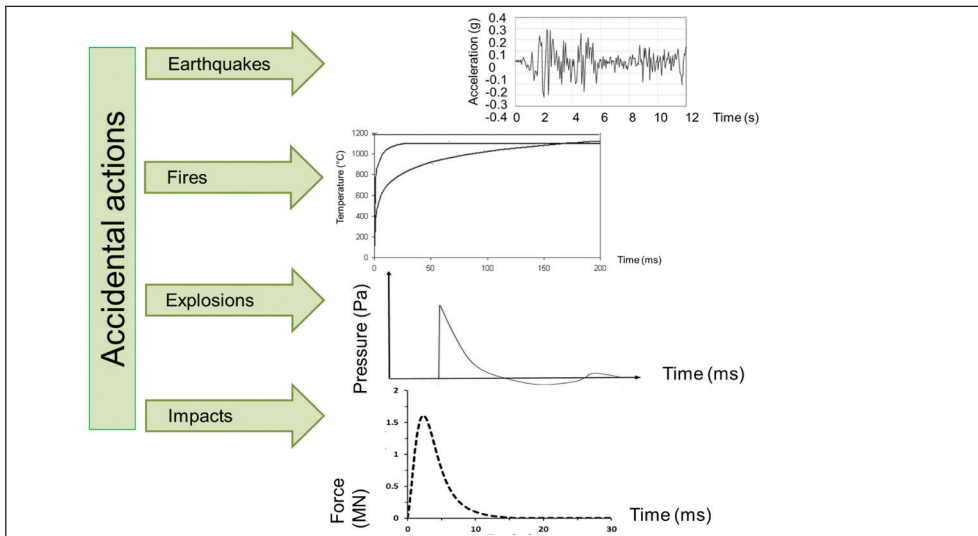 Accidental actions
Earthquakes
Acceleration (g)
0.4
0.3
0.2
0.1
0
-0.1
-0.2
-0.3
-0.4
0 2 4 6 8 10 12
Time (s)
Fires
Temperature (°C)
1200
1000
800
600
400
200
0
0 50 100 150 200
Time (ms)
Explosions
Pressure (Pa)
Time (ms)
Impacts
Force
(MN)
2
1.5
1
0.5
0
0 10 20 30
Time (ms)